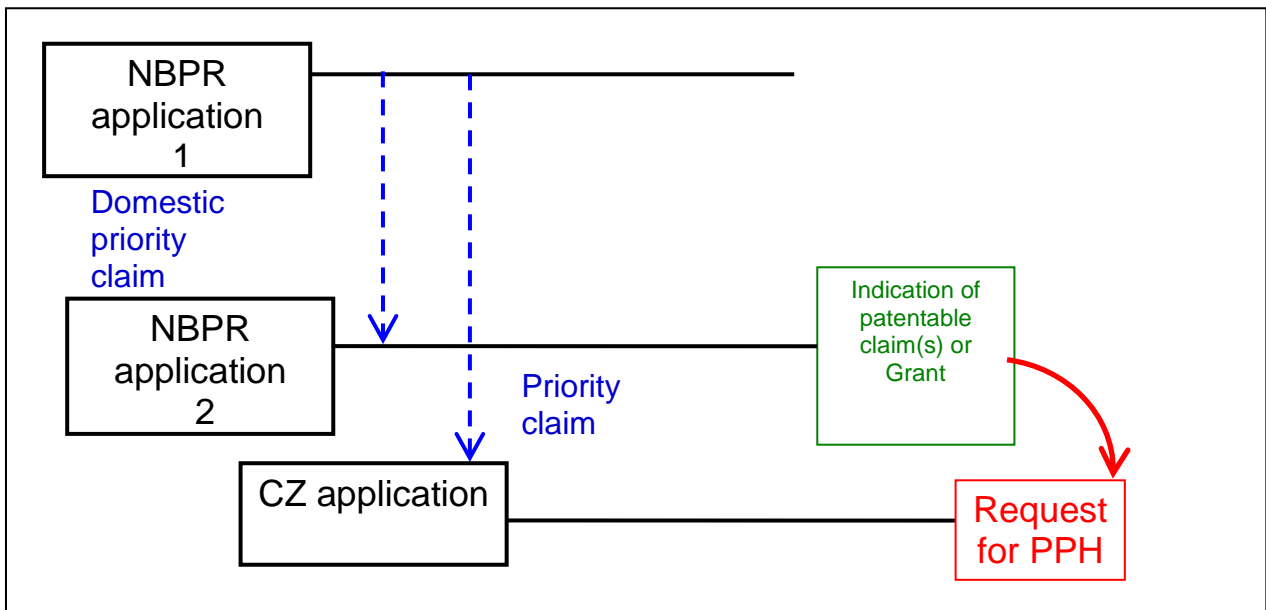 NBPR
application
1
Domestic
priority
claim
NBPR
application
2
Indication of
patentable
claim(s) or
Grant
Priority
claim
CZ application
Request
for PPH